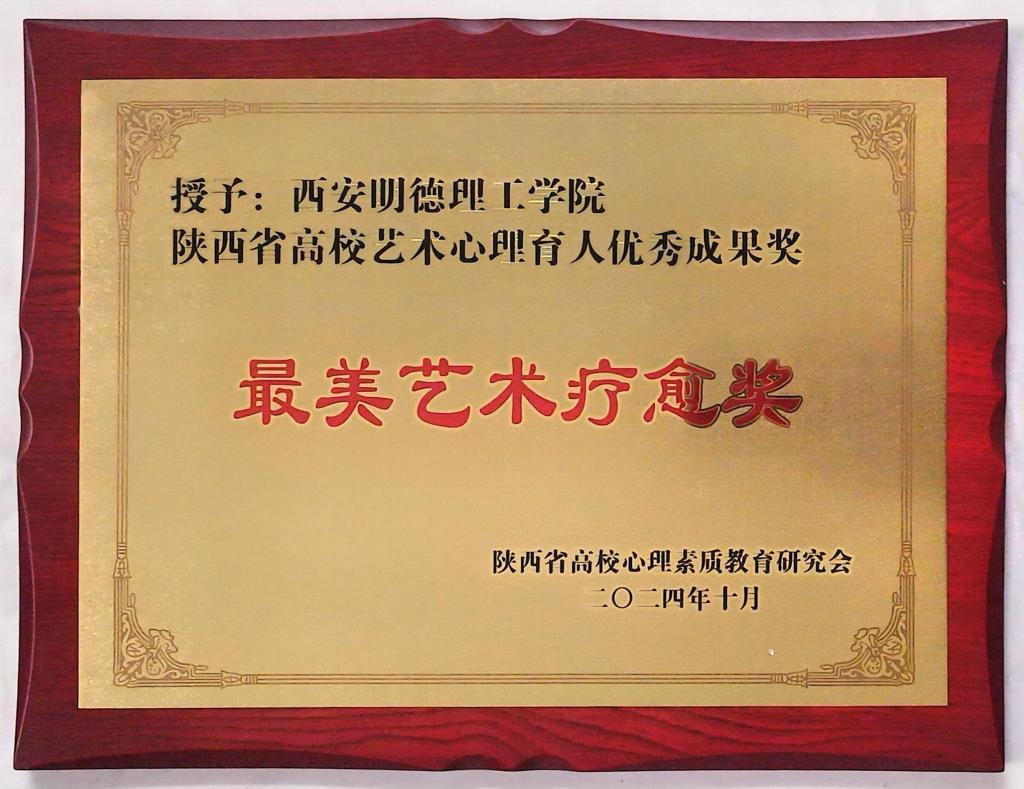 授予：西安明德理工学院
陕西省高校艺术心理育人优秀成果奖
最美艺术疗愈奖
陕西省高校心理素质教育研究会
二〇二四年十月